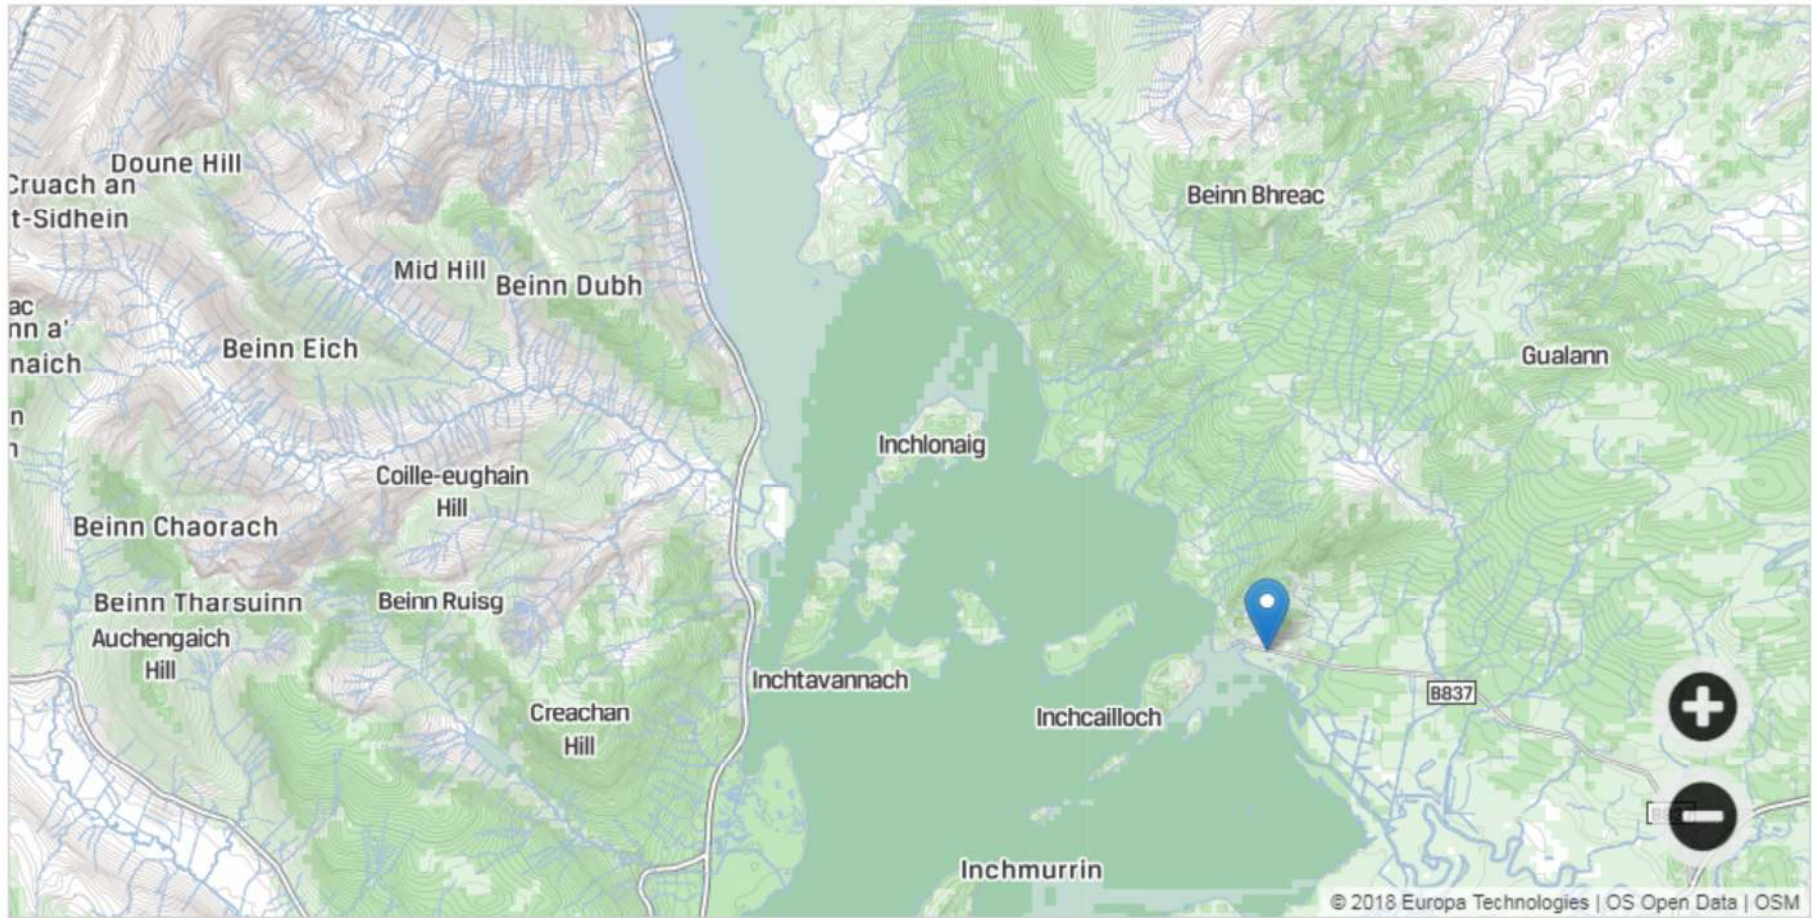 Doune Hill
Cruach an
t-Sidhein
Beinn Bhreac
Mid Hill
Beinn Dubh
ac
nn a'
naich
Beinn Eich
Gualann
n
Inchlonaig
Coille-eughain
Hill
Beinn Chaorach
Beinn Tharsuinn
Beinn Ruisg
Auchengaich
Hill
Inchtavannach
B837
Creachan
Hill
Inchcailloch
Inchmurrin
© 2018 Europa Technologies | OS Open Data | OSM